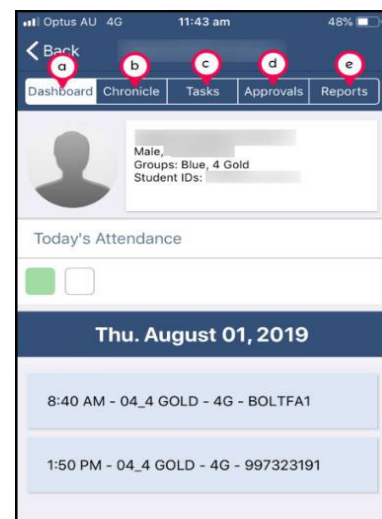 Optus AU 4G 11:43 am 48%
Back
a b c d e
Dashboard Chronicle Tasks Approvals Reports
Male,
Groups: Blue, 4 Gold
Student IDs:
Today's Attendance
Thu. August 01, 2019
8:40 AM - 04_4 GOLD - 4G - BOLTFA1
1:50 PM - 04_4 GOLD - 4G - 997323191